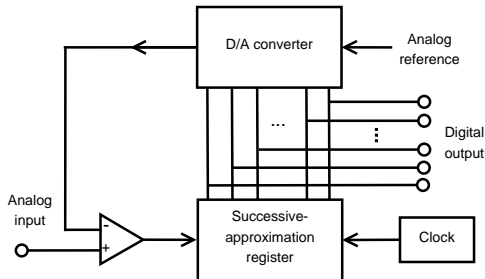 D/A converter
Analog
reference
...
...
Digital
output
Analog
input
-
+
Successive-
approximation
register
Clock